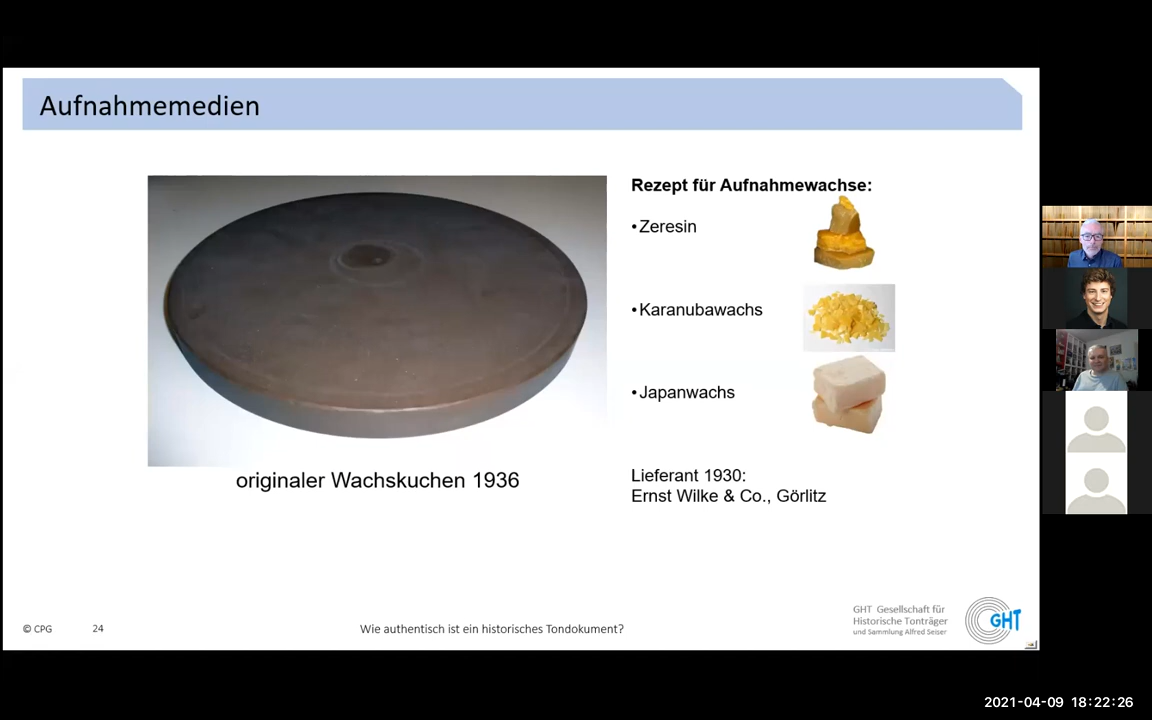 Aufnahmemedien
Rezept für Aufnahmewachse:
•Zeresin
•Karanubawachs
•Japanwachs
originaler Wachskuchen 1936
Lieferant 1930:
Ernst Wilke & Co., Görlitz
© CPG
24
Wie authentisch ist ein historisches Tondokument?
GHT Gesellschaft für
Historische Tonträger
und Sammlung Alfred Seiser
GHT
2021-04-09 18:22:26